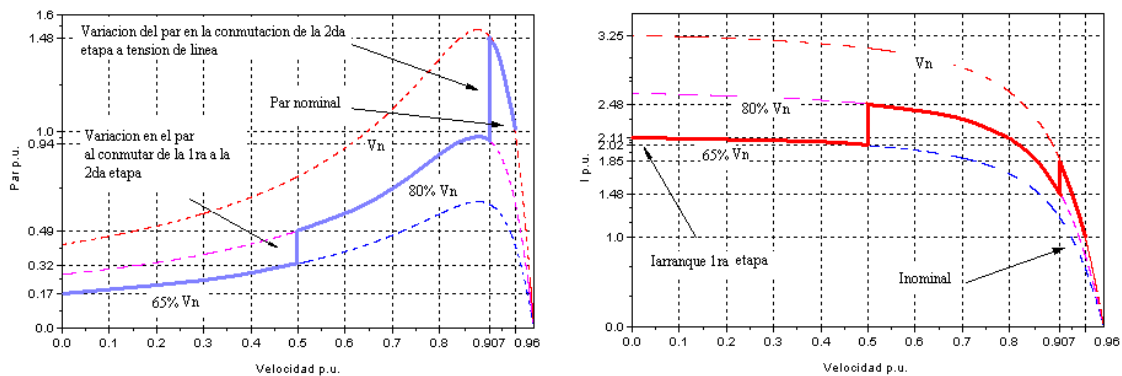 1.6
1.48
1.0
0.94
0.49
0.32
0.17
0.0
Par p.u.
Variacion del par en la conmutacion de la 2da
etapa a tension de linea
Par nominal
Variacion en el par
al conmutar de la 1ra a la
2da etapa
Vn
80% Vn
65% Vn
0.0 0.1 0.2 0.3 0.4 0.5 0.6 0.7 0.8 0.907 0.96
Velocidad p.u.
3.25
2.48
2.11
2.02
1.85
1.48
1.0
0.0
I p.u.
Vn
80% Vn
65% Vn
Iarranque 1ra etapa
Inominal
0.0 0.1 0.2 0.3 0.4 0.5 0.6 0.7 0.8 0.907 0.96
Velocidad p.u.